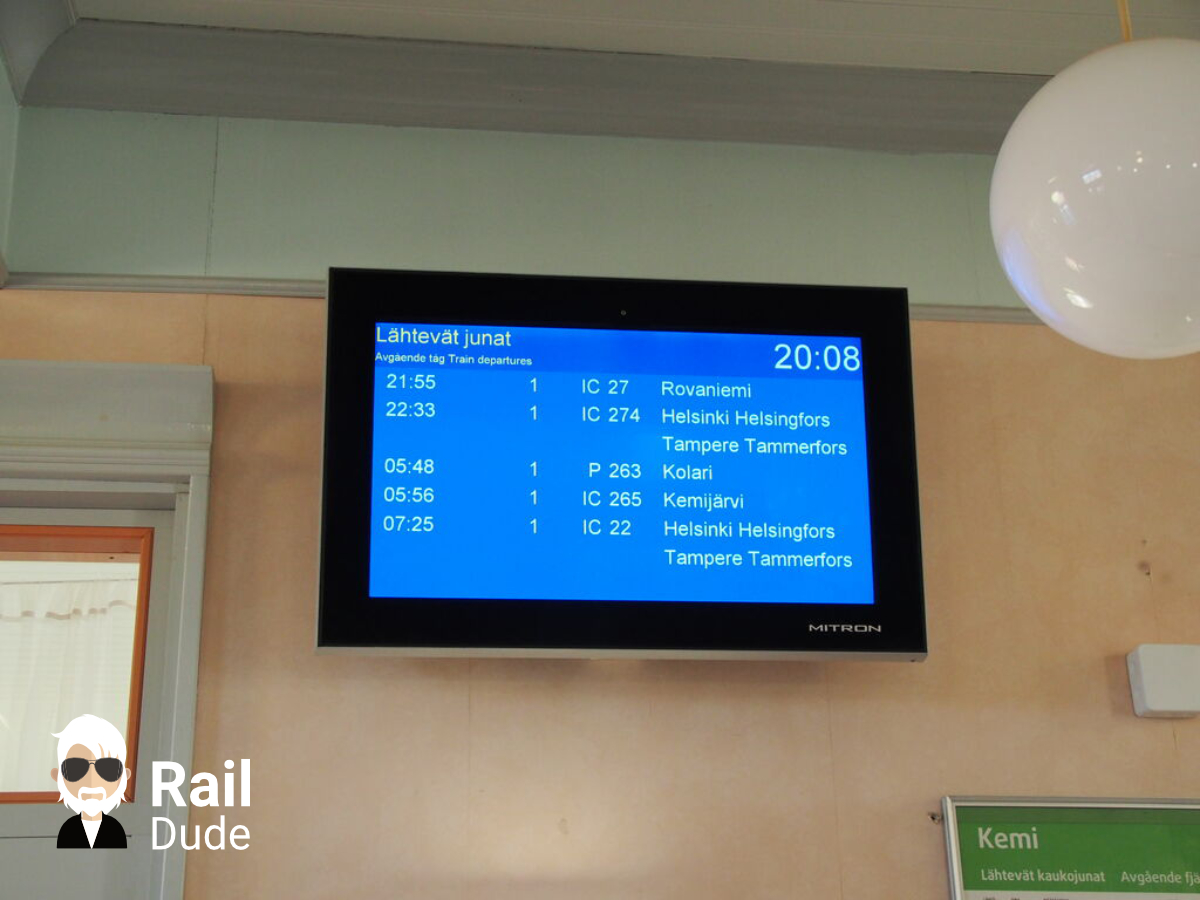 Lähtevät junat
Avgående tåg Train departures
20:08
21:55 1 IC 27 Rovaniemi
22:33 1 IC 274 Helsinki Helsingfors
Tampere Tammerfors
05:48 1 P 263 Kolari
05:56 1 IC 265 Kemijärvi
07:25 1 IC 22 Helsinki Helsingfors
Tampere Tammerfors
MITRON
Kemi
Lähtevät kaukojunat Avgående
Rail
Dude